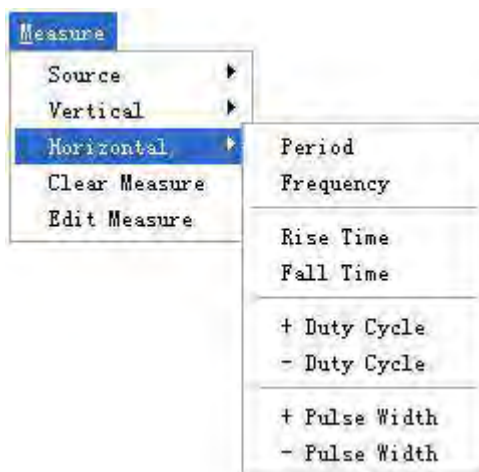 Measure
Source
Vertical
Horizontal
Clear Measure
Edit Measure
Period
Frequency
Rise Time
Fall Time
+ Duty Cycle
- Duty Cycle
+ Pulse Width
- Pulse Width